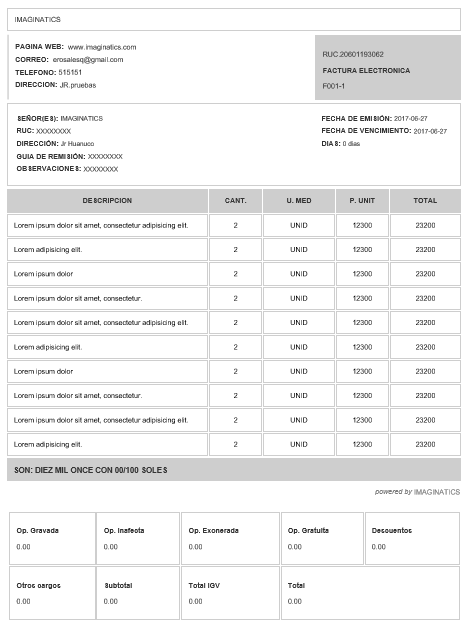 IMAGINATICS
PAGINA WEB: www.imaginatics.com
CORREO: erosalesq@gmail.com
TELEFONO: 515151
DIRECCION: JR.pruebas
RUC.20601193062
FACTURA ELECTRONICA
F001-1
SEÑOR(ES): IMAGINATICS
RUC: XXXXXXXX
DIRECCIÓN: Jr Huanuco
GUIA DE REMISIÓN: XXXXXXXX
OBSERVACIONES: XXXXXXXX
FECHA DE EMISIÓN: 2017-06-27
FECHA DE VENCIMIENTO: 2017-06-27
DIAS: 0 dias
DESCRIPCION CANT. U. MED P. UNIT TOTAL
Lorem ipsum dolor sit amet, consectetur adipisicing elit. 2 UNID 12300 23200
Lorem adipisicing elit. 2 UNID 12300 23200
Lorem ipsum dolor 2 UNID 12300 23200
Lorem ipsum dolor sit amet, consectetur. 2 UNID 12300 23200
Lorem ipsum dolor sit amet, consectetur adipisicing elit. 2 UNID 12300 23200
Lorem adipisicing elit. 2 UNID 12300 23200
Lorem ipsum dolor 2 UNID 12300 23200
Lorem ipsum dolor sit amet, consectetur. 2 UNID 12300 23200
Lorem ipsum dolor sit amet, consectetur adipisicing elit. 2 UNID 12300 23200
Lorem adipisicing elit. 2 UNID 12300 23200
SON: DIEZ MIL ONCE CON 00/100 SOLES
powered by IMAGINATICS
Op. Gravada Op. Inafecta Op. Exonerada Op. Gratuita Descuentos
0.00 0.00 0.00 0.00 0.00
Otros cargos Subtotal Total IGV Total
0.00 0.00 0.00 0.00